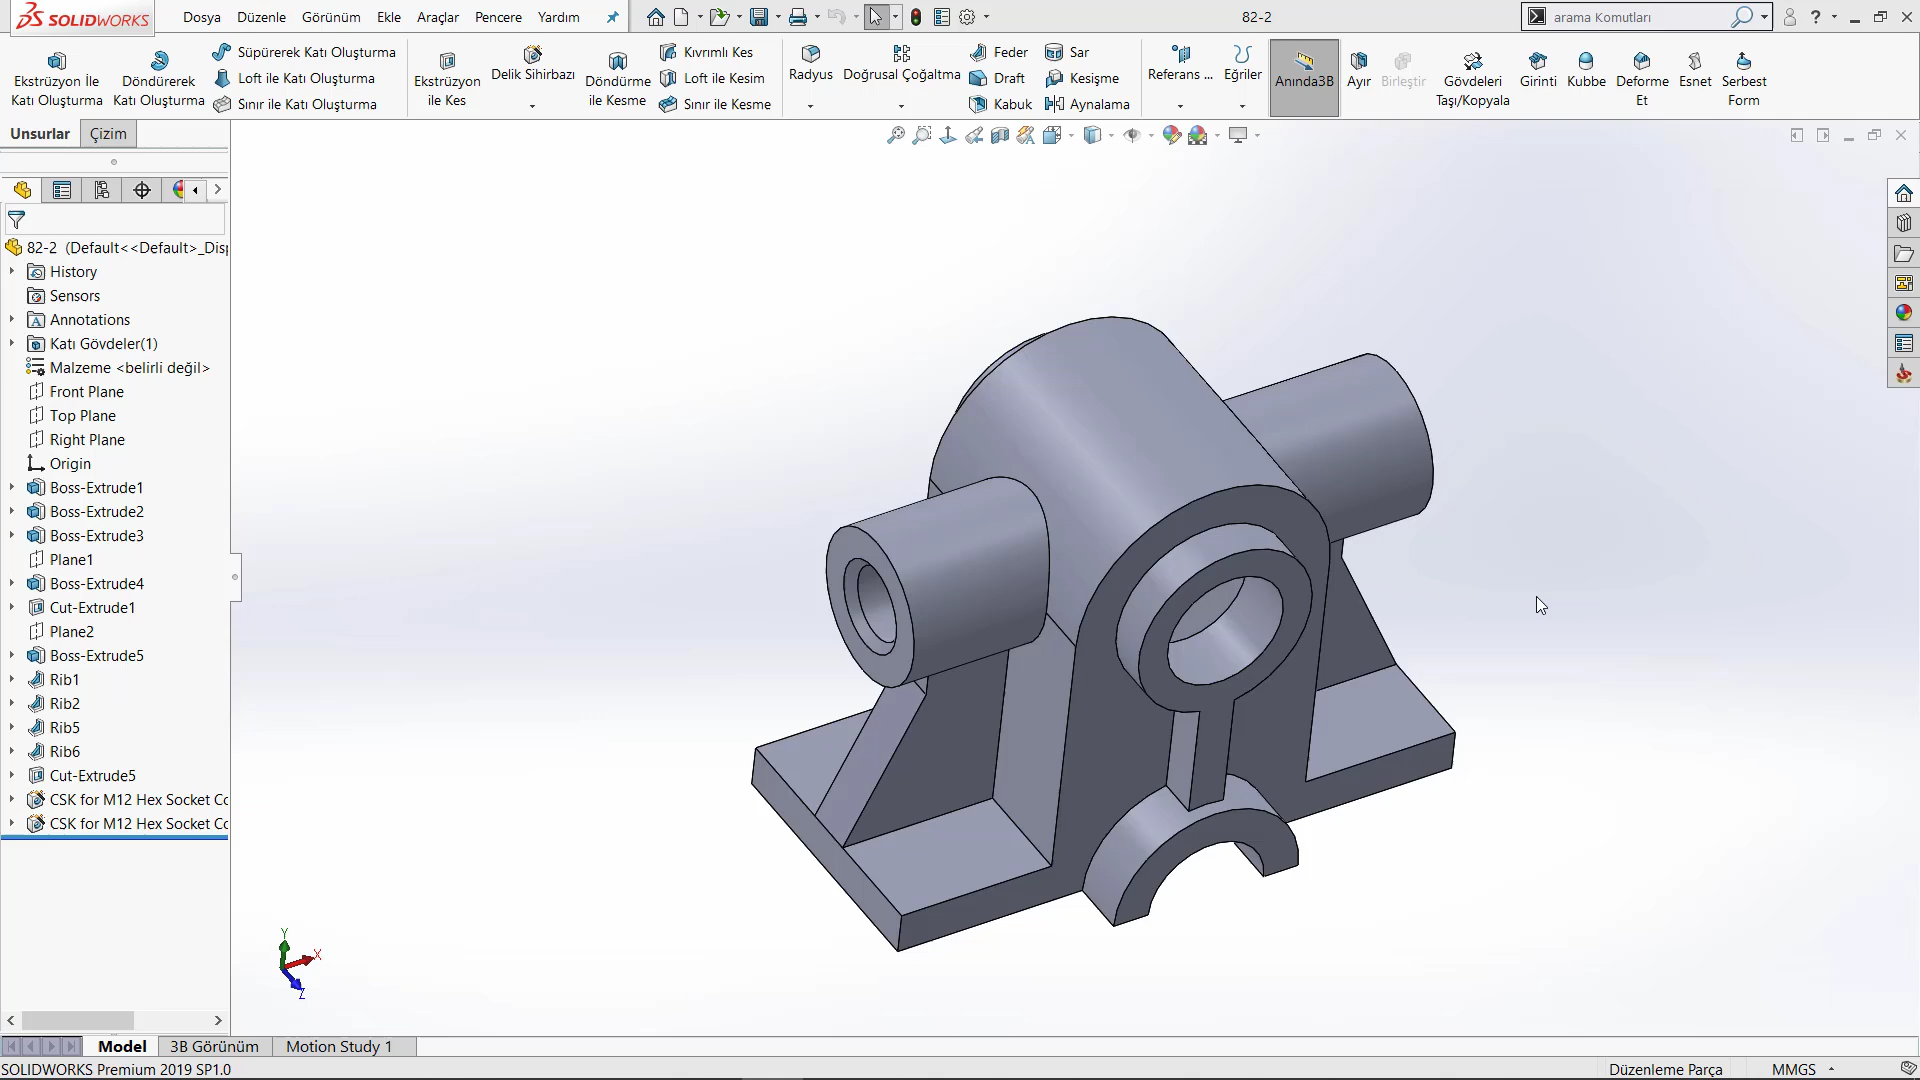 SOLIDWORKS
Dosya Düzenle Görünüm Ekle Araçlar Pencere Yardım
82-2
arama Komutları
Ekstrüzyon İle Katı Oluşturma
Döndürerek Katı Oluşturma
Süpürerek Katı Oluşturma
Loft ile Katı Oluşturma
Sınır ile Katı Oluşturma
Ekstrüzyon ile Kes
Delik Sihirbazı
Döndürme ile Kesme
Kıvrımlı Kes
Loft ile Kesim
Sınır ile Kesme
Radyus
Doğrusal Çoğaltma
Feder
Draft
Kabuk
Sar
Kesişme
Aynalama
Referans ...
Eğriler
Anında3B
Ayır
Birleştir
Gövdeleri Taşı/Kopyala
Girinti
Kubbe
Deforme Et
Esnet
Serbest Form
Unsurlar Çizim
82-2 (Default<<Default>_Disp
History
Sensors
Annotations
Katı Gövdeler(1)
Malzeme <belirli değil>
Front Plane
Top Plane
Right Plane
Origin
Boss-Extrude1
Boss-Extrude2
Boss-Extrude3
Plane1
Boss-Extrude4
Cut-Extrude1
Plane2
Boss-Extrude5
Rib1
Rib2
Rib5
Rib6
Cut-Extrude5
CSK for M12 Hex Socket Co
CSK for M12 Hex Socket Co
Y
X
Z
Model 3B Görünüm Motion Study 1
SOLIDWORKS Premium 2019 SP1.0
Düzenleme Parça
MMGS